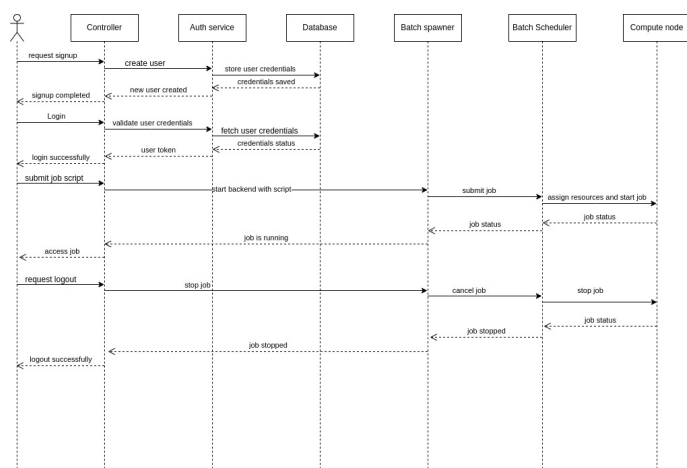 Controller
Auth service
Database
Batch spawner
Batch Scheduler
Compute node
request signup
create user
store user credentials
credentials saved
new user created
signup completed
Login
validate user credentials
fetch user credentials
credentials status
user token
login successfully
submit job script
start backend with script
submit job
assign resources and start job
job status
job status
job is running
access job
request logout
stop job
cancel job
stop job
job status
job stopped
job stopped
logout successfully